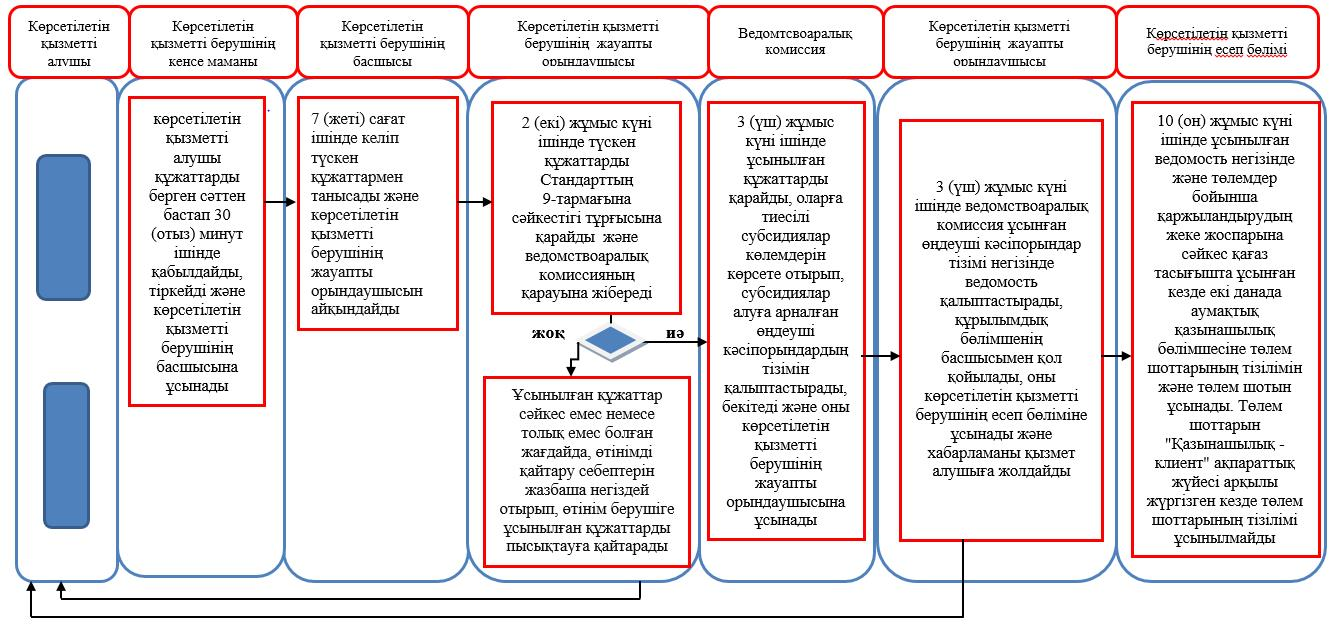 Көрсетілетін
қызметті
алушы
Көрсетілетін
қызметті берушінің
кеңсе маманы
Көрсетілетін
қызметті берушінің
басшысы
Көрсетілетін қызметті
берушінің жауапты
орындаушысы
Ведомтсвоаралық
комиссия
Көрсетілетін қызметті
берушінің жауапты
орындаушысы
Көрсетілетін қызметті
берушінің есеп бөлімі
көрсетілетін
қызметті
алушы
құжаттарды
берген сәттен
бастап 30
(отыз) минут
ішінде
қабылдайды,
тіркейді және
көрсетілетін
қызметті
берушінің
басшысына
ұсынады
7 (жеті) сағат
ішінде келіп
түскен
құжаттармен
танысады және
көрсетілетін
қызметті
берушінің
жауапты
орындаушысын
айқындайды
2 (екі) жұмыс күні
ішінде түскен
құжаттарды
Стандарттың
9-тармағына
сәйкестігі тұрғысына
қарайды және
ведомствоаралық
комиссияның
қарауына жібереді
жоқ
иә
Ұсынылған құжаттар
сәйкес емес немесе
толық емес болған
жағдайда, өтінімді
қайтару себептерін
жазбаша негіздей
отырып, өтінім берушіге
ұсынылған құжаттарды
пысықтауға қайтарады
3 (үш) жұмыс
күні ішінде
ұсынылған
құжаттарды
қарайды, оларға
тиесілі
субсидиялар
көлемдерін
көрсете отырып,
субсидиялар
алуға арналған
өңдеуші
кәсіпорындардың
тізімін
қалыптастырады,
бекітеді және оны
көрсетілетін
қызметті
берушінің
жауапты
орындаушысына
ұсынады
3 (үш) жұмыс күні
ішінде ведомствоаралық
комиссия ұсынған
өңдеуші кәсіпорындар
тізімі негізінде
ведомость
қалыптастырады,
құрылымдық
бөлімшенің
басшысымен қол
қойылады, оны
көрсетілетін қызметті
берушінің есеп бөліміне
ұсынады және
хабарламаны қызмет
алушыға жолдайды
10 (он) жұмыс күні
ішінде ұсынылған
ведомость негізінде
және төлемдер
бойынша
қаржыландырудың
жеке жоспарына
сәйкес қағаз
тасығышта ұсынған
кезде екі данада
аумақтық
қазынашылық
бөлімшесіне төлем
шоттарының тізілімін
және төлем шотын
ұсынады. Төлем
шоттарын
"Қазынашылық -
клиент" ақпараттық
жүйесі арқылы
жүргізген кезде төлем
шоттарының тізілімі
ұсынылмайды